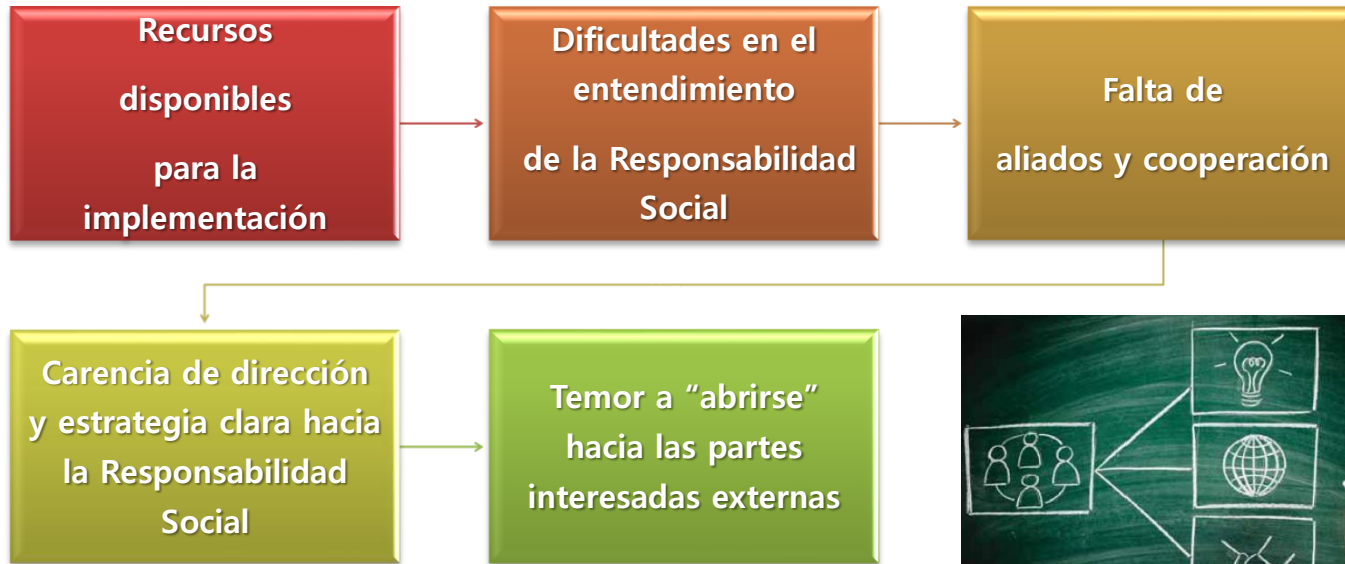 Recursos
disponibles
para la
implementación
Dificultades en el
entendimiento
de la Responsabilidad
Social
Falta de
aliados y cooperación
Carencia de dirección
y estrategia clara hacia
la Responsabilidad
Social
Temor a “abrirse”
hacia las partes
interesadas externas